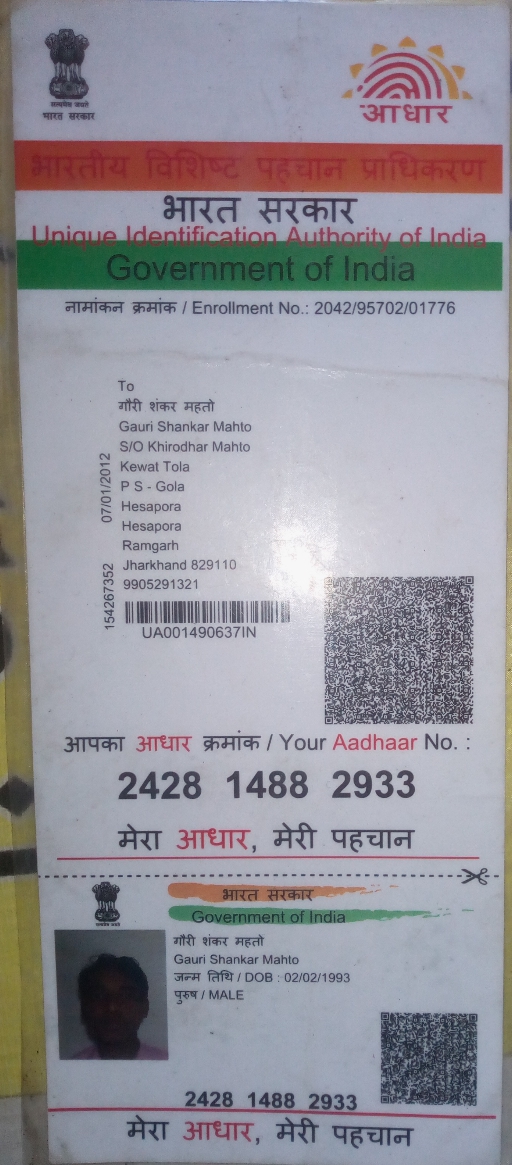 सत्यमेव जयते
भारत सरकार
आधार
भारतीय विशिष्ट पहचान प्राधिकरण
भारत सरकार
Unique Identification Authority of India
Government of India
नामांकन क्रमांक / Enrollment No.: 2042/95702/01776
To
गौरी शंकर महतो
Gauri Shankar Mahto
S/O Khirodhar Mahto
Kewat Tola
P S - Gola
Hesapora
Hesapora
Ramgarh
Jharkhand 829110
9905291321
07/01/2012
154267352
UA001490637IN
आपका आधार क्रमांक / Your Aadhaar No. :
2428 1488 2933
मेरा आधार, मेरी पहचान
भारत सरकार
Government of India
गौरी शंकर महतो
Gauri Shankar Mahto
जन्म तिथि / DOB : 02/02/1993
पुरुष / MALE
2428 1488 2933
मेरा आधार, मेरी पहचान